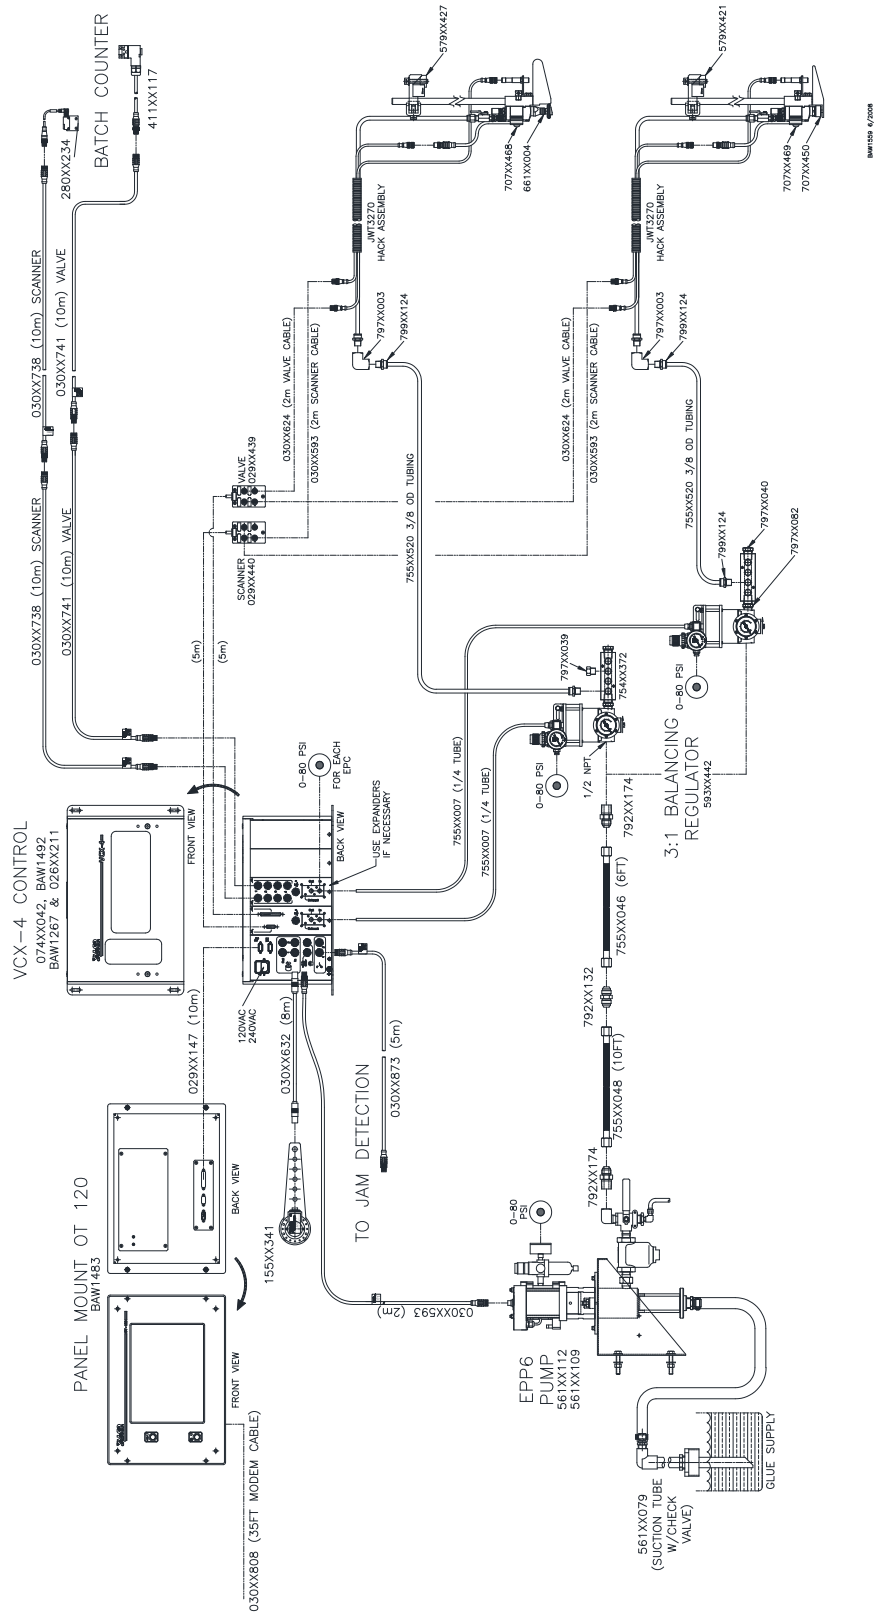 BATCH COUNTER
411XX117
280XX234
030XX738 (10m) SCANNER
030XX741 (10m) VALVE
030XX738 (10m) SCANNER
030XX741 (10m) VALVE
(5m)
(5m)
VCX-4 CONTROL
074XX042, BAW1492
BAW1267 & 026XX211
FRONT VIEW
VCX-4
BACK VIEW
120VAC
240VAC
0-80 PSI
FOR EACH
EPC
USE EXPANDERS
IF NECESSARY
SCANNER
029XX440
VALVE
029XX439
030XX624 (2m VALVE CABLE)
030XX593 (2m SCANNER CABLE)
JWT3270
HACK ASSEMBLY
579XX427
707XX468
661XX004
797XX003
799XX124
755XX520 3/8 OD TUBING
030XX624 (2m VALVE CABLE)
030XX593 (2m SCANNER CABLE)
JWT3270
HACK ASSEMBLY
579XX421
707XX469
707XX450
797XX003
799XX124
755XX520 3/8 OD TUBING
799XX124
797XX040
797XX082
797XX039
754XX372
0-80 PSI
0-80 PSI
1/2 NPT
3:1 BALANCING
REGULATOR
593XX442
755XX007 (1/4 TUBE)
755XX007 (1/4 TUBE)
792XX174
755XX046 (6FT)
792XX132
755XX048 (10FT)
792XX174
PANEL MOUNT OT 120
BAW1483
BACK VIEW
FRONT VIEW
029XX147 (10m)
030XX808 (35FT MODEM CABLE)
155XX341
030XX632 (8m)
TO JAM DETECTION
030XX873 (5m)
030XX593 (2m)
EPP6
PUMP
561XX112
561XX109
0-80
PSI
561XX079
(SUCTION TUBE
W/CHECK
VALVE)
GLUE SUPPLY
BAW1559 6/2008